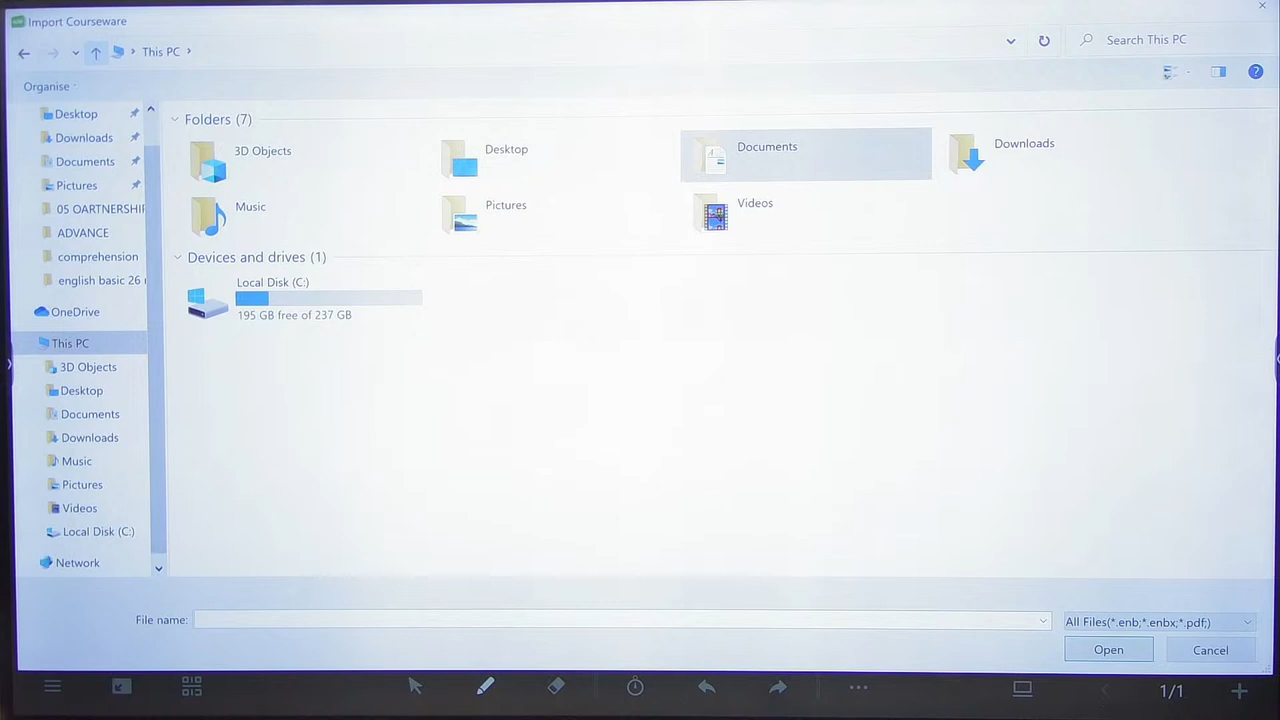 Import Courseware
This PC
Search This PC
Organise
Desktop
Downloads
Documents
Pictures
05 OARTNERSHIP
ADVANCE
comprehension
english basic 26
OneDrive
This PC
3D Objects
Desktop
Documents
Downloads
Music
Pictures
Videos
Local Disk (C:)
Network
Folders (7)
3D Objects
Desktop
Documents
Downloads
Music
Pictures
Videos
Devices and drives (1)
Local Disk (C:)
195 GB free of 237 GB
File name:
All Files(*.enb;*.enbx;*.pdf;)
Open
Cancel
1/1